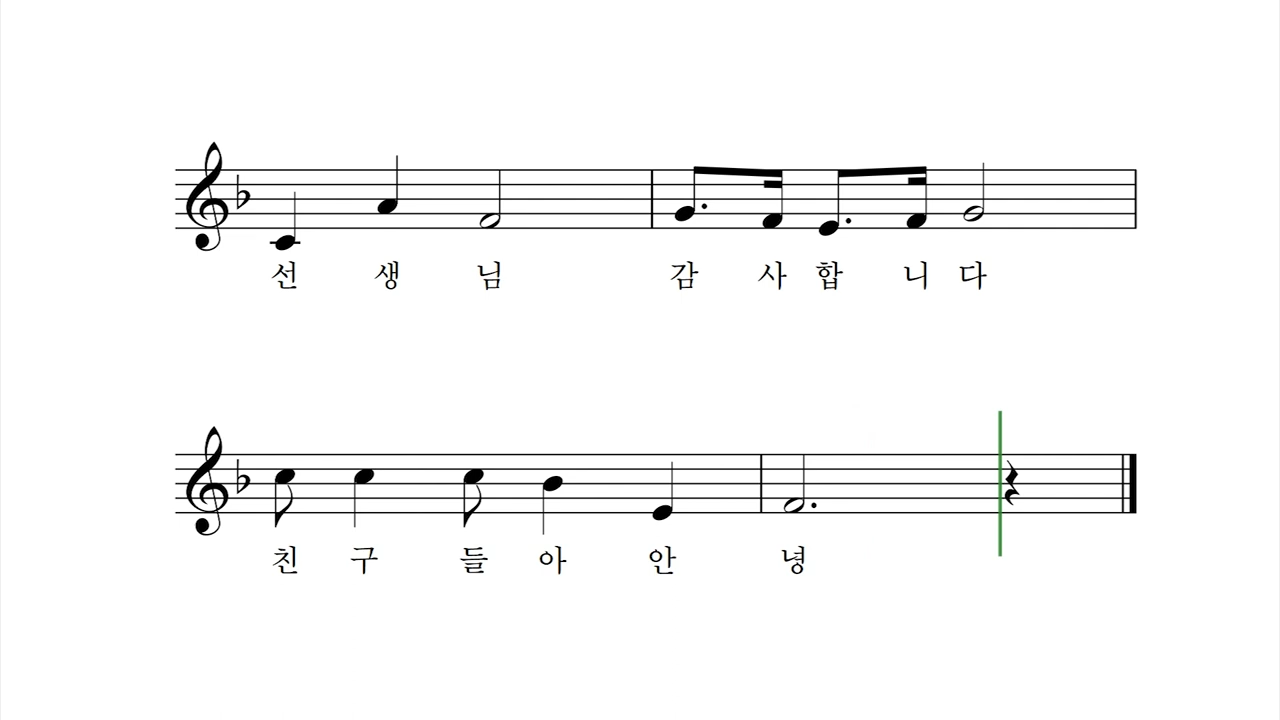 선 생 님 감 사 합 니 다
친 구 들 아 안 녕